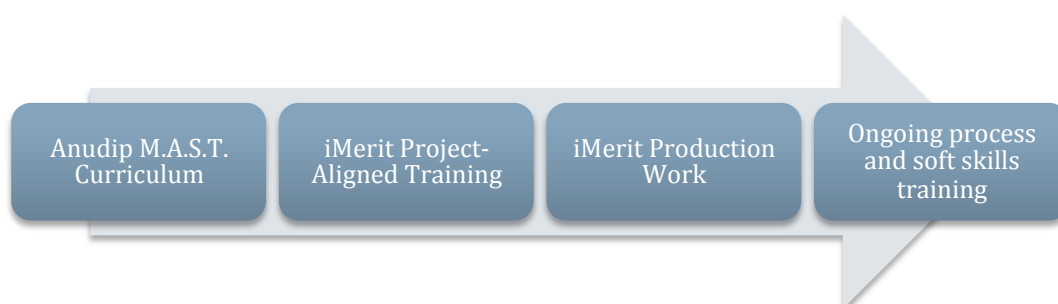 Anudip M.A.S.T.
Curriculum
iMerit Project-
Aligned Training
iMerit Production
Work
Ongoing process
and soft skills
training